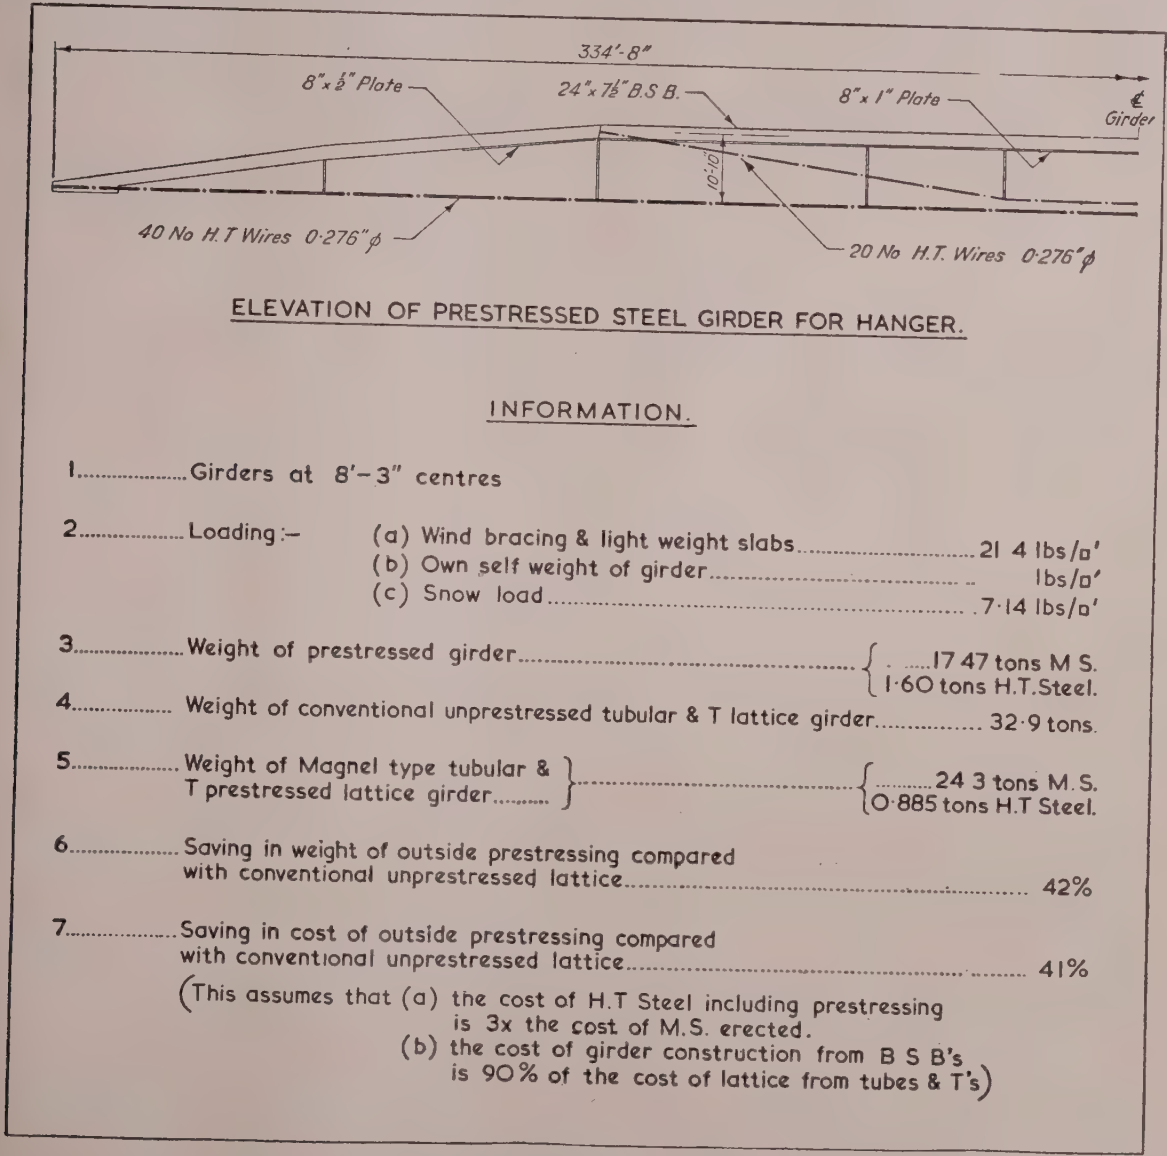 334'-8"
8" x ½" Plate
24" x 7½" B.S B.
8" x 1" Plate
℄
Girder
10'-10"
40 No H.T Wires 0·276" ϕ
20 No H.T. Wires 0·276" ϕ
ELEVATION OF PRESTRESSED STEEL GIRDER FOR HANGER.
INFORMATION.
1.................. Girders at 8'-3" centres
2................. Loading:- (a) Wind bracing & light weight slabs........................ 21 4 lbs/□'
(b) Own self weight of girder.................................... .. lbs/□'
(c) Snow load........................................................... .7·14 lbs/□'
3.................. Weight of prestressed girder............................................. { . .....17 47 tons M S.
1·60 tons H.T.Steel.
4................... Weight of conventional unprestressed tubular & T lattice girder............... 32·9 tons.
5.................. Weight of Magnel type tubular & }..................................... { .........24 3 tons M.S.
T prestressed lattice girder.......... 0·885 tons H.T Steel.
6................... Saving in weight of outside prestressing compared
with conventional unprestressed lattice....................................................... 42%
7................... Saving in cost of outside prestressing compared
with conventional unprestressed lattice....................................................... 41%
(This assumes that (a) the cost of H.T Steel including prestressing
is 3x the cost of M.S. erected.
(b) the cost of girder construction from B S B's
is 90% of the cost of lattice from tubes & T's)